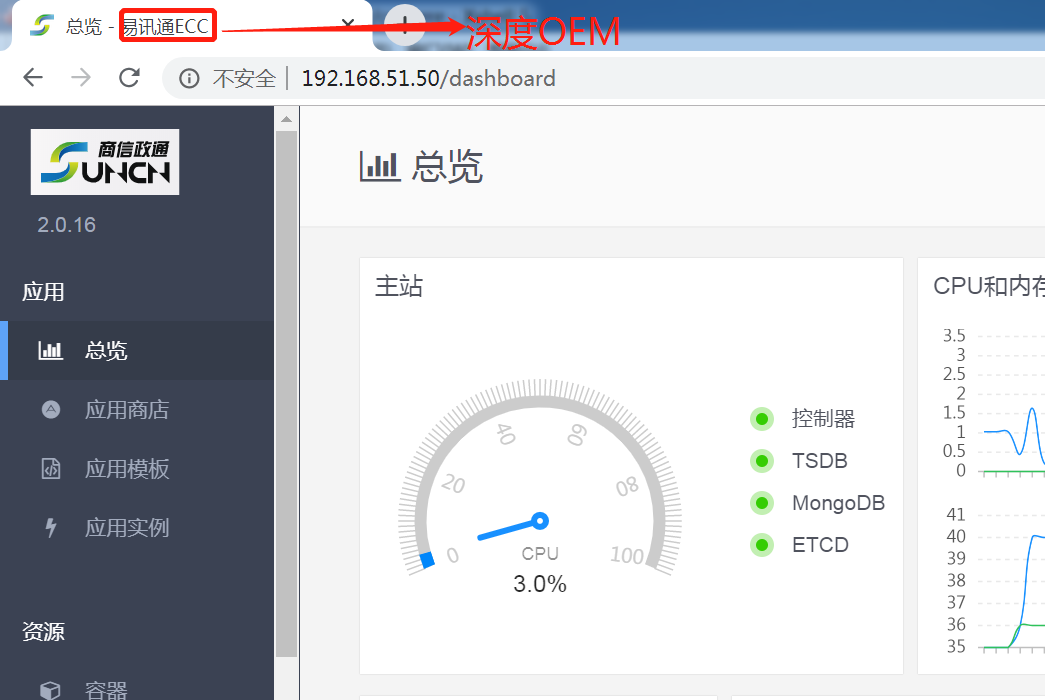 总览 - 易讯通ECC
深度OEM
不安全 192.168.51.50/dashboard
商信政通
SUNCN
2.0.16
应用
总览
应用商店
应用模板
应用实例
资源
容器
总览
主站
0
20
40
60
80
100
CPU
3.0%
控制器
TSDB
MongoDB
ETCD
CPU和内存
3.5
3
2.5
2
1.5
1
0.5
0
41
40
39
38
37
36
35